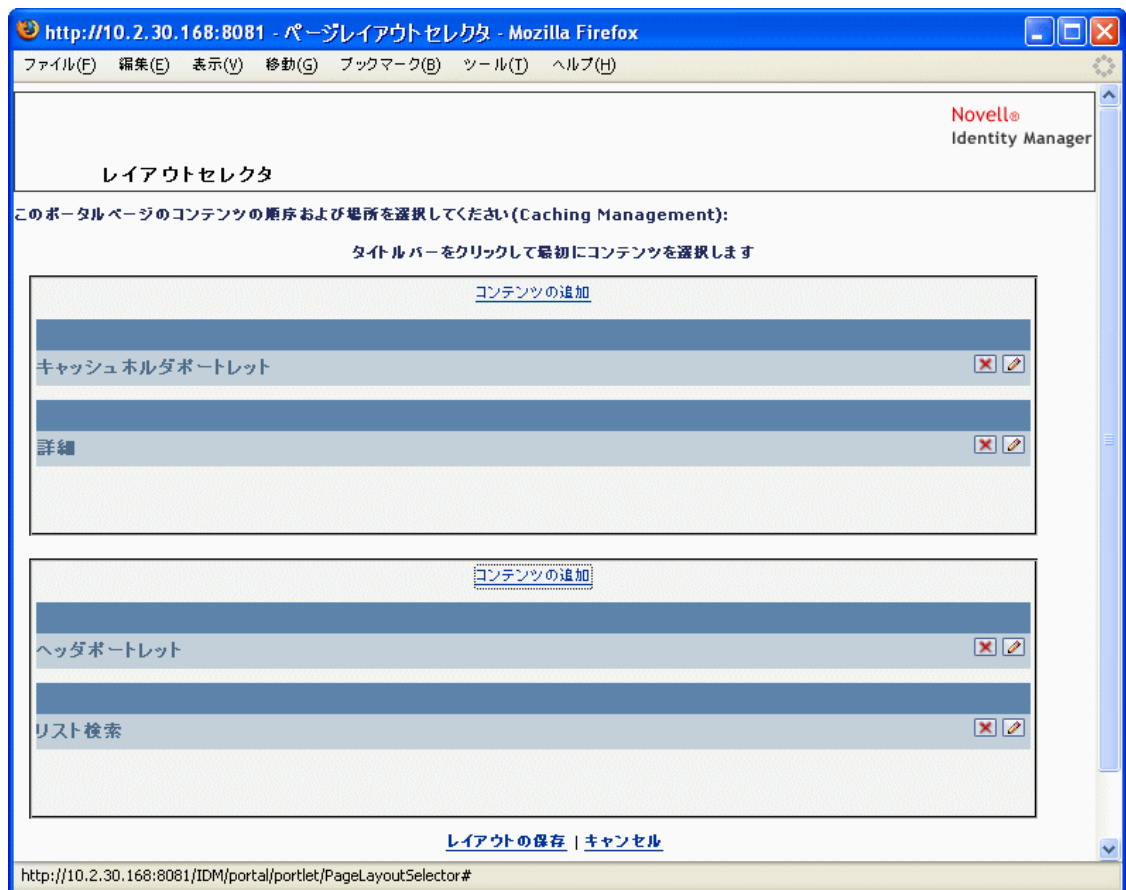 http://10.2.30.168:8081 - ページレイアウトセレクタ - Mozilla Firefox
ファイル(F) 編集(E) 表示(V) 移動(G) ブックマーク(B) ツール(T) ヘルプ(H)
Novell®
Identity Manager
レイアウトセレクタ
このポータルページのコンテンツの順序および場所を選択してください(Caching Management):
タイトルバーをクリックして最初にコンテンツを選択します
コンテンツの追加
キャッシュホルダポートレット
詳細
コンテンツの追加
ヘッダポートレット
リスト検索
レイアウトの保存 | キャンセル
http://10.2.30.168:8081/IDM/portal/portlet/PageLayoutSelector#